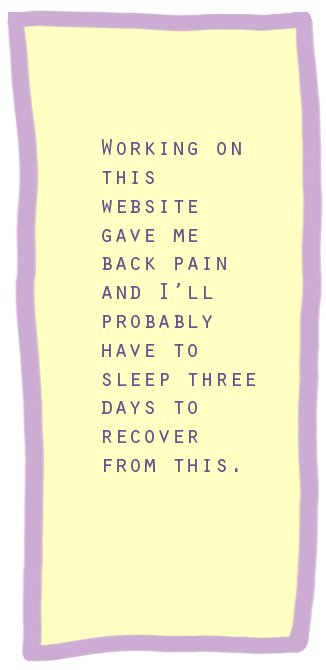 Working on
this
website
gave me
back pain
and I'll
probably
have to
sleep three
days to
recover
from this.